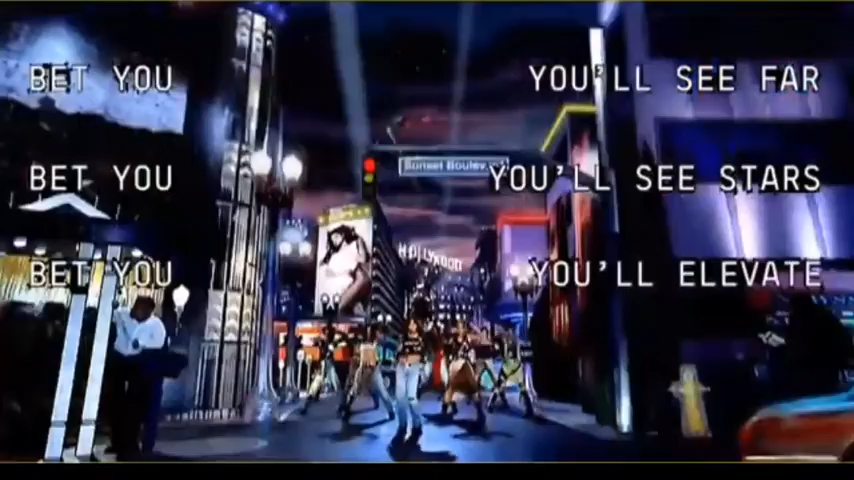 BET YOU YOU'LL SEE FAR
Sunset Boulevard
BET YOU YOU'LL SEE STARS
HOLLYWOOD
BET YOU YOU'LL ELEVATE